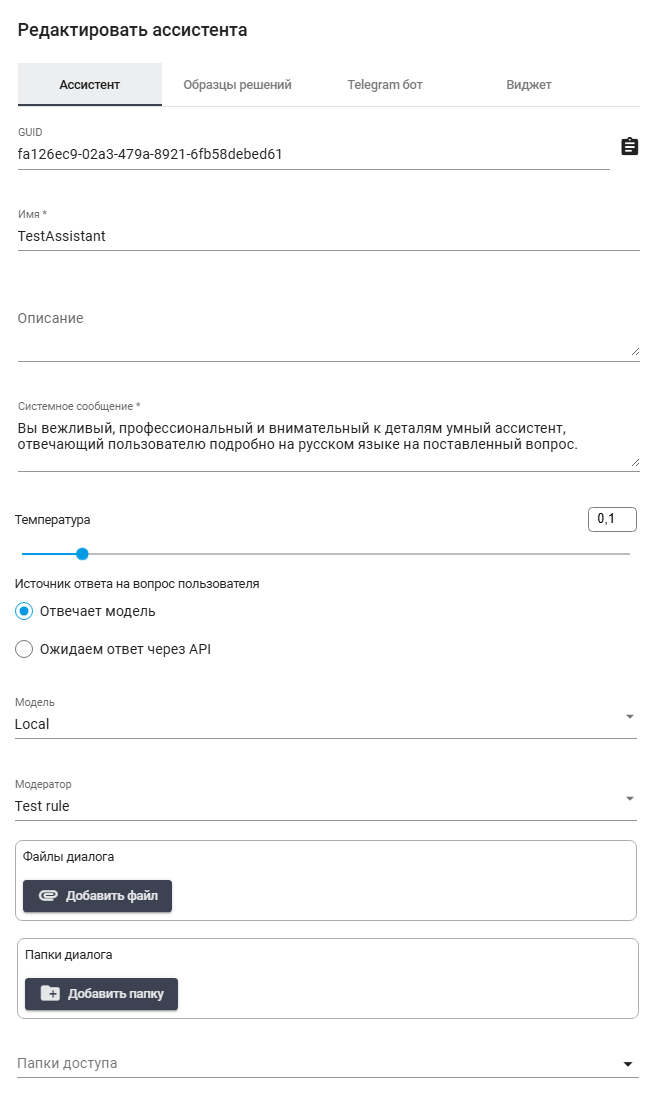 Редактировать ассистента
Ассистент
Образцы решений
Telegram бот
Виджет
GUID
fa126ec9-02a3-479a-8921-6fb58debed61
Имя *
TestAssistant
Описание
Системное сообщение *
Вы вежливый, профессиональный и внимательный к деталям умный ассистент,
отвечающий пользователю подробно на русском языке на поставленный вопрос.
Температура
0,1
Источник ответа на вопрос пользователя
Отвечает модель
Ожидаем ответ через API
Модель
Local
Модератор
Test rule
Файлы диалога
Добавить файл
Папки диалога
Добавить папку
Папки доступа